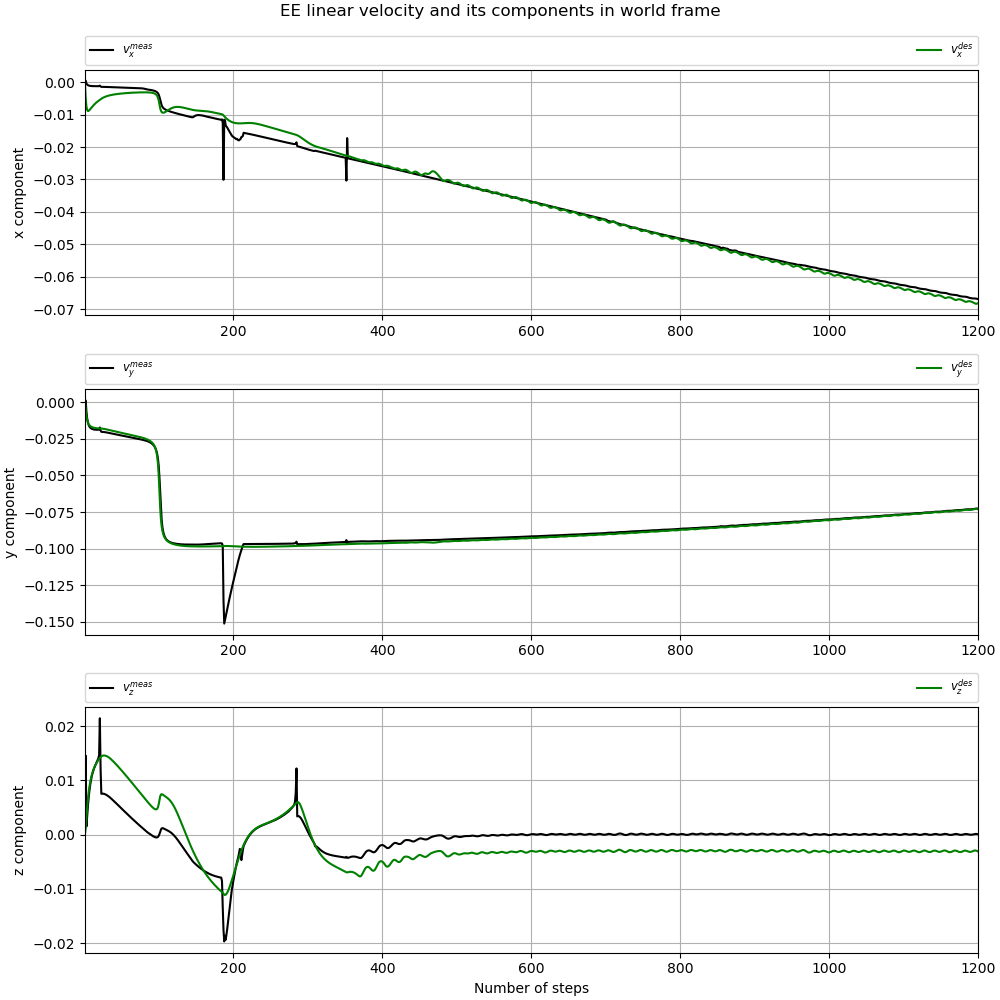 EE linear velocity and its components in world frame
v_x^{meas} v_x^{des}
0.00
−0.01
−0.02
−0.03
−0.04
−0.05
−0.06
−0.07
x component
200 400 600 800 1000 1200
v_y^{meas} v_y^{des}
0.000
−0.025
−0.050
−0.075
−0.100
−0.125
−0.150
y component
200 400 600 800 1000 1200
v_z^{meas} v_z^{des}
0.02
0.01
0.00
−0.01
−0.02
z component
200 400 600 800 1000 1200
Number of steps